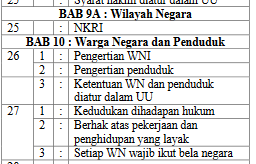 Syarat hakim diatur dalam UU
BAB 9A : Wilayah Negara
25 : NKRI
BAB 10 : Warga Negara dan Penduduk
26 1 : Pengertian WNI
2 : Pengertian penduduk
3 : Ketentuan WN dan penduduk
diatur dalam UU
27 1 : Kedudukan dihadapan hukum
2 : Berhak atas pekerjaan dan
penghidupan yang layak
3 : Setiap WN wajib ikut bela negara